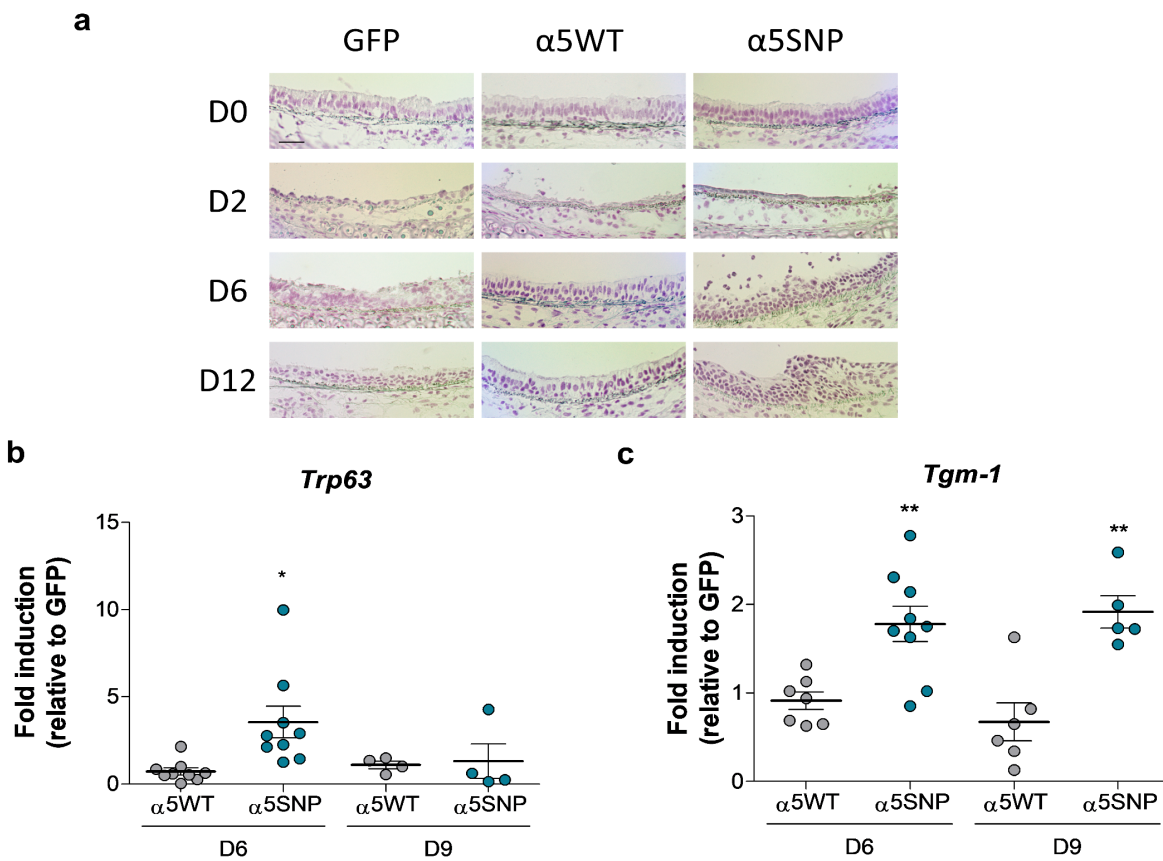 a
GFP α5WT α5SNP
D0
D2
D6
D12
b
Trp63
Fold induction
(relative to GFP)
15
10
5
0
α5WT α5SNP α5WT α5SNP
D6 D9
*
c
Tgm-1
Fold induction
(relative to GFP)
3
2
1
0
** **
α5WT α5SNP α5WT α5SNP
D6 D9